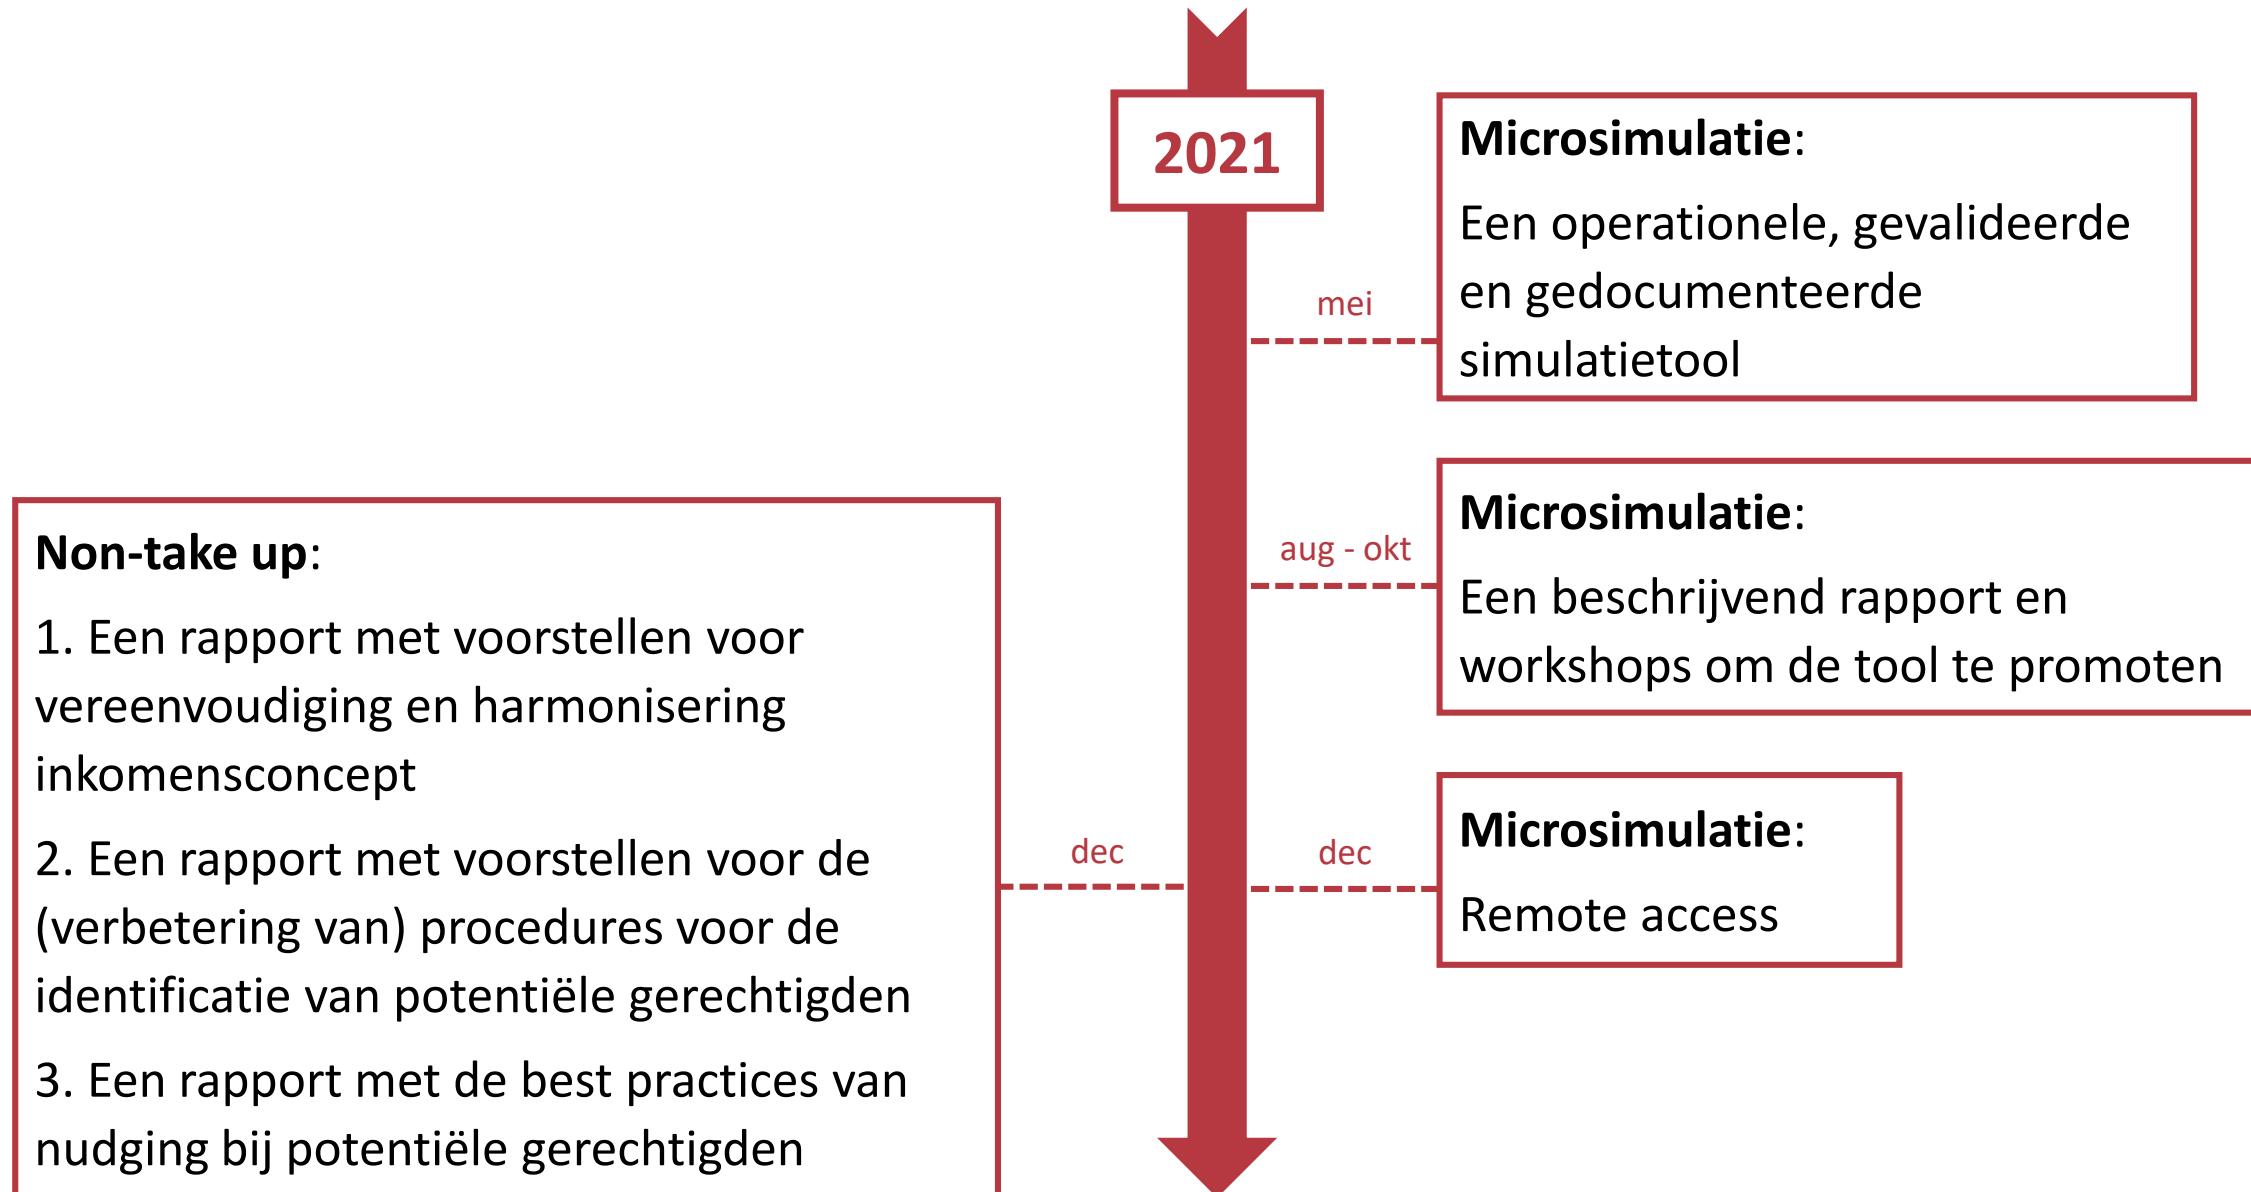 2021
Microsimulatie:
Een operationele, gevalideerde
en gedocumenteerde
simulatietool
mei
Microsimulatie:
Een beschrijvend rapport en
workshops om de tool te promoten
aug - okt
Non-take up:
1. Een rapport met voorstellen voor
vereenvoudiging en harmonisering
inkomensconcept
2. Een rapport met voorstellen voor de
(verbetering van) procedures voor de
identificatie van potentiële gerechtigden
3. Een rapport met de best practices van
nudging bij potentiële gerechtigden
dec
dec
Microsimulatie:
Remote access